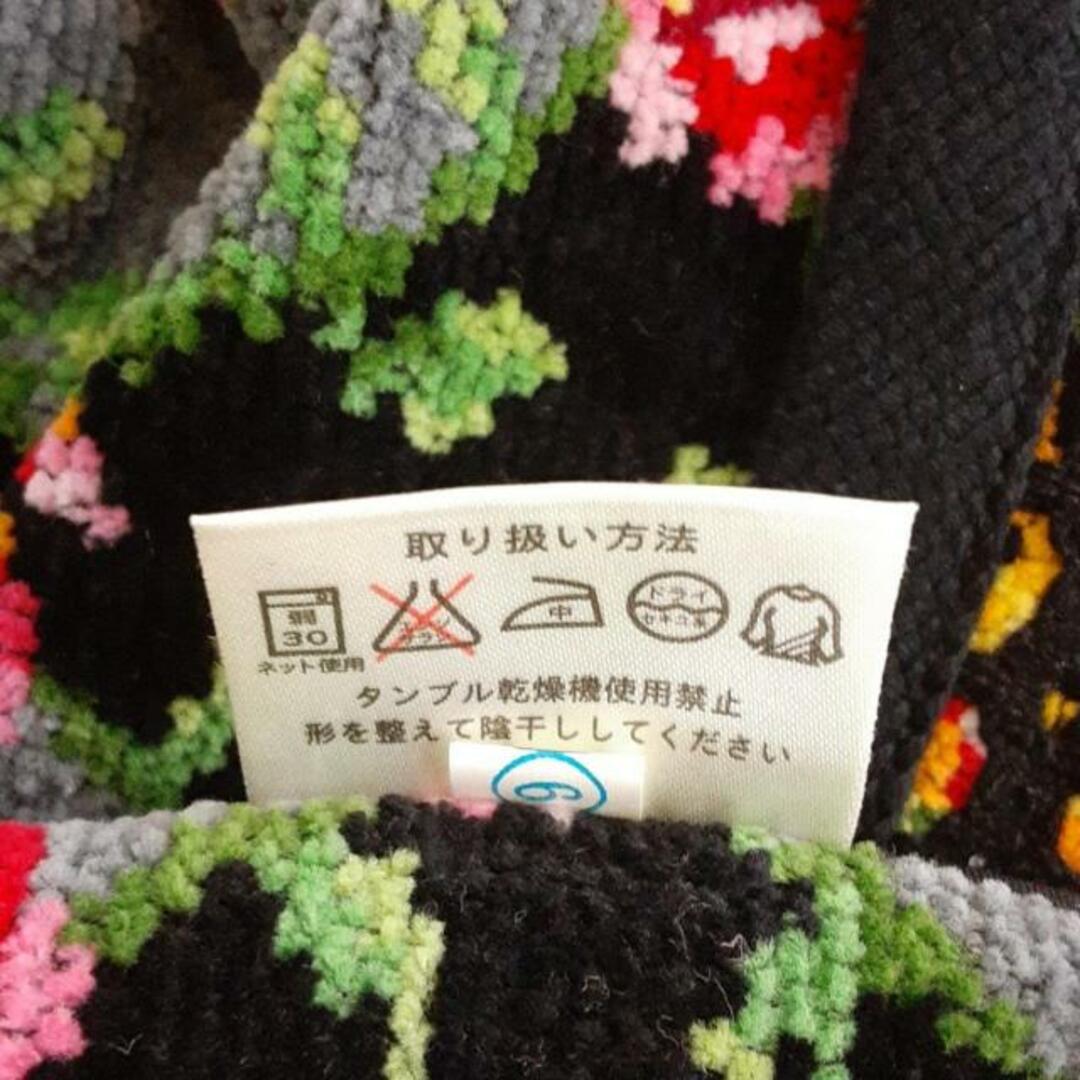 取り扱い方法
弱
30
中
ドライ
セキユ系
ネット使用
タンブル乾燥機使用禁止
形を整えて陰干ししてください
6